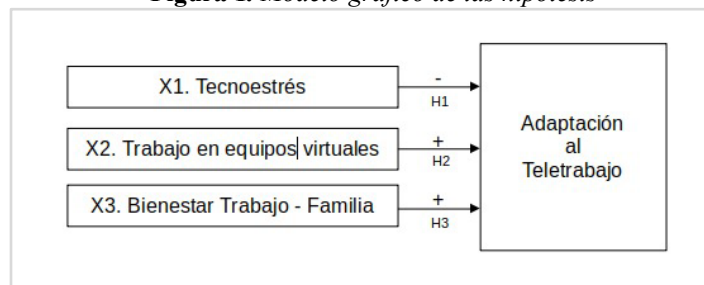 Figura 1. Modelo gráfico de las hipótesis
X1. Tecnoestrés
-
H1
X2. Trabajo en equipos virtuales
+
H2
X3. Bienestar Trabajo - Familia
+
H3
Adaptación
al
Teletrabajo